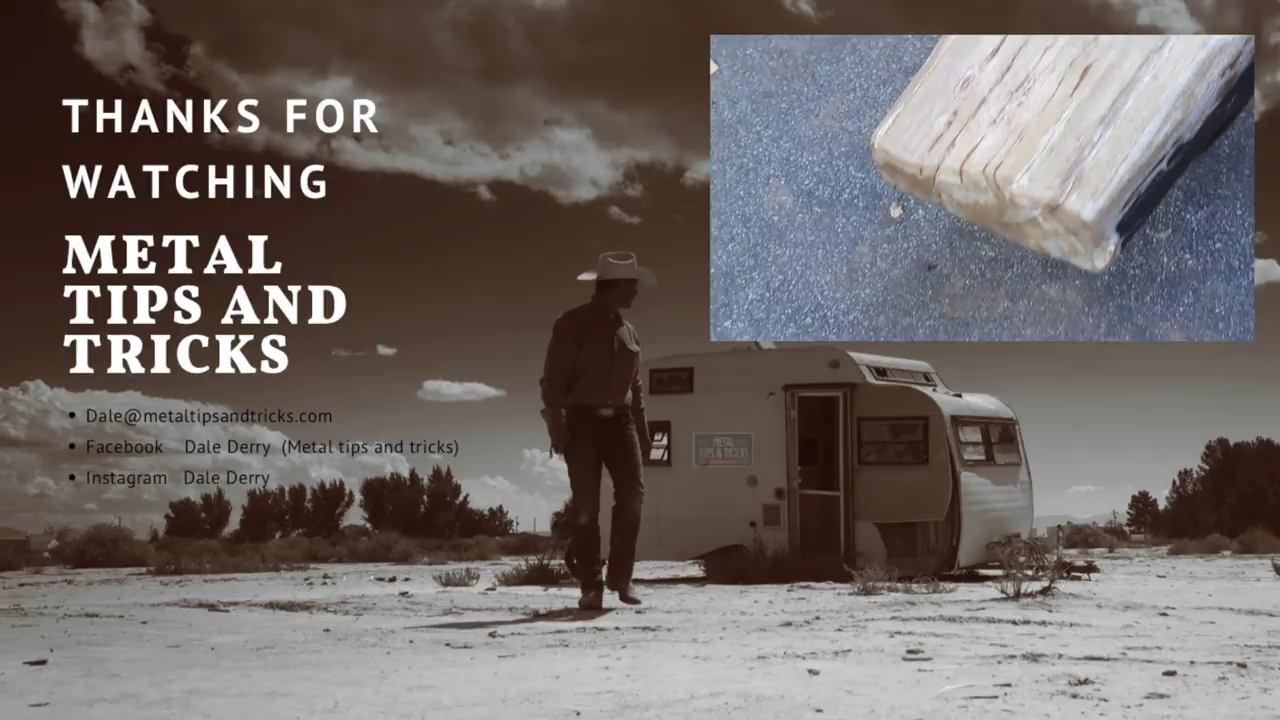 THANKS FOR
WATCHING
METAL
TIPS AND
TRICKS
• Dale@metaltipsandtricks.com
• Facebook Dale Derry (Metal tips and tricks)
• Instagram Dale Derry
METAL
TIPS & TRICKS